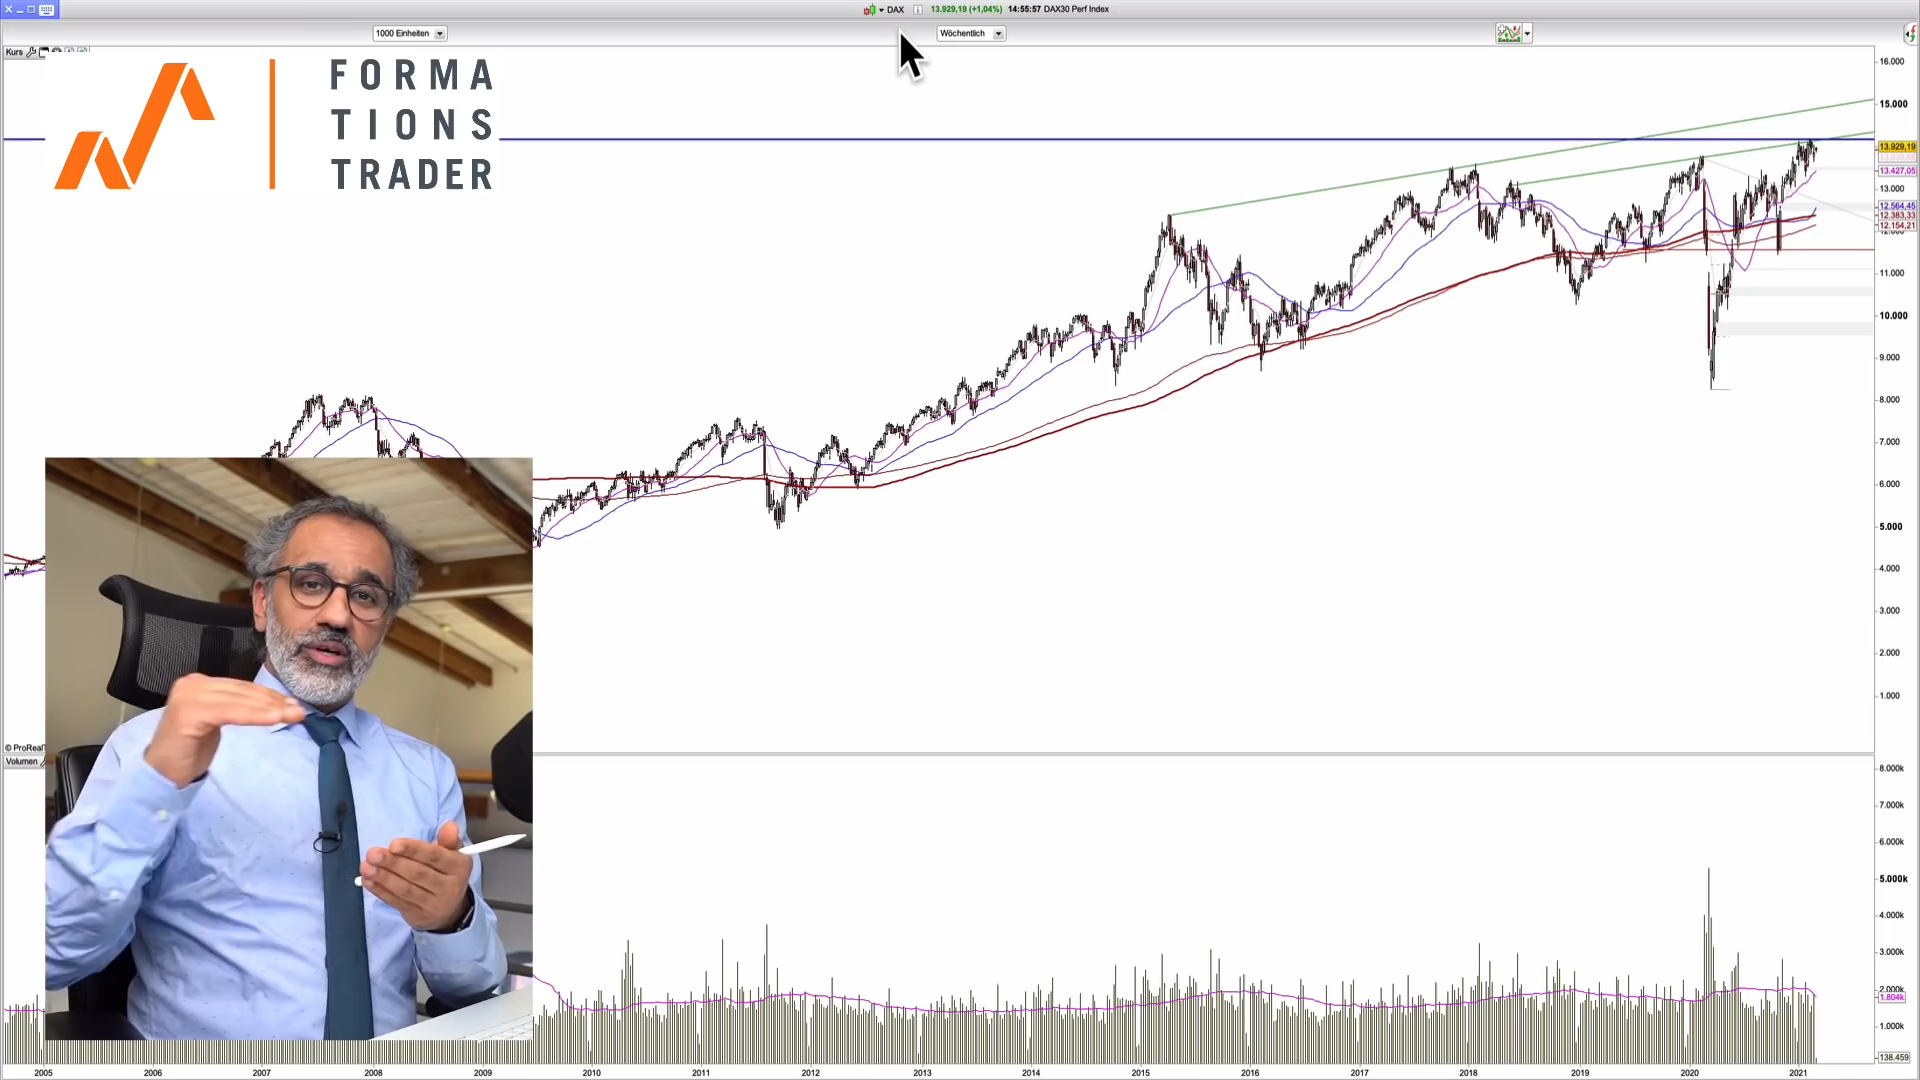 DAX 13.929,19 (+1,04%) 14:55:57 DAX30 Perf Index
1000 Einheiten
Wöchentlich
Kurs
FORMA
TIONS
TRADER
16.000
15.000
13.929,19
13.427,05
13.000
12.564,45
12.383,33
12.154,21
11.000
10.000
9.000
8.000
7.000
6.000
5.000
4.000
3.000
2.000
1.000
© ProRealT
Volumen
8.000k
7.000k
6.000k
5.000k
4.000k
3.000k
2.000k
1.804k
1.000k
138.459
2005 2006 2007 2008 2009 2010 2011 2012 2013 2014 2015 2016 2017 2018 2019 2020 2021